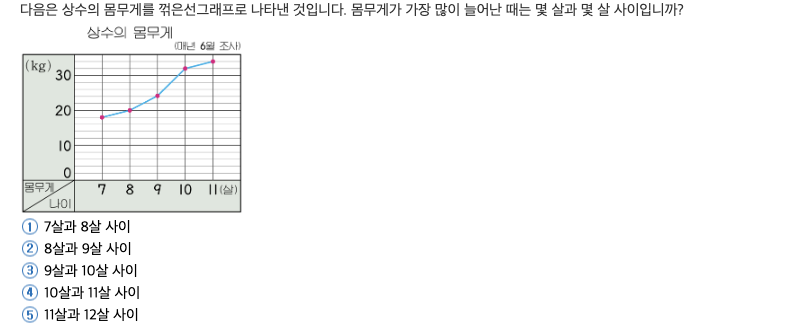 다음은 상수의 몸무게를 꺾은선그래프로 나타낸 것입니다. 몸무게가 가장 많이 늘어난 때는 몇 살과 몇 살 사이입니까?
상수의 몸무게
(매년 6월 조사)
(kg)
30
20
10
0
몸무게
나이
7 8 9 10 11(살)
① 7살과 8살 사이
② 8살과 9살 사이
③ 9살과 10살 사이
④ 10살과 11살 사이
⑤ 11살과 12살 사이